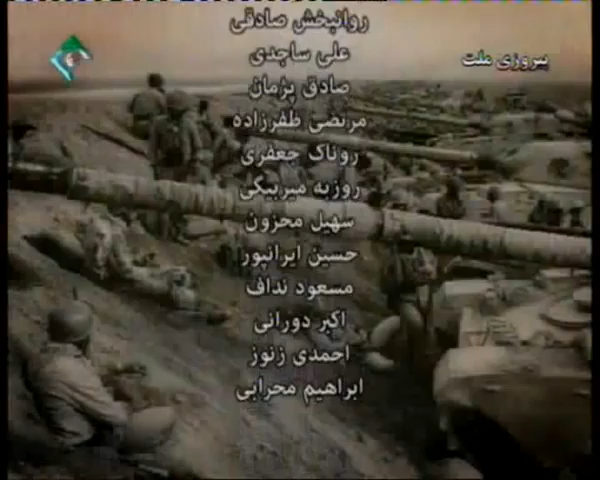 روانبخش صادقی
علی ساجدی
پیروزی ملت
صادق پژمان
مرتضی ظفرزاده
روناک جعفری
روزبه میربیکی
سهیل محزون
حسین ایرانپور
مسعود نداف
اکبر دورانی
احمدی زنوز
ابراهیم محرابی